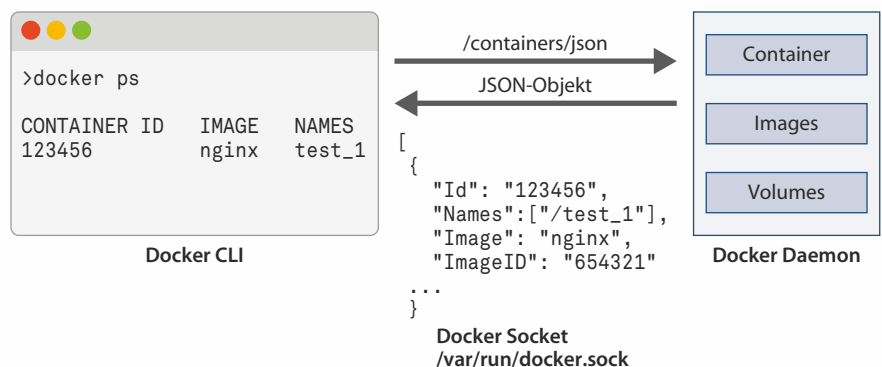 >docker ps
CONTAINER ID IMAGE NAMES
123456 nginx test_1
Docker CLI
/containers/json
JSON-Objekt
[
{
"Id": "123456",
"Names":["/test_1"],
"Image": "nginx",
"ImageID": "654321"
...
}
Docker Socket
/var/run/docker.sock
Container
Images
Volumes
Docker Daemon